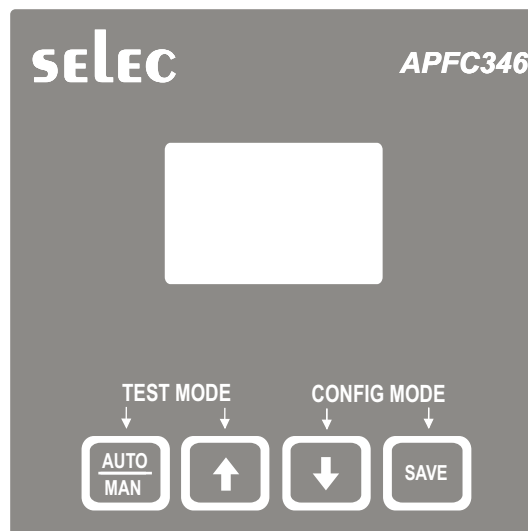 selec APFC346
TEST MODE CONFIG MODE
AUTO
MAN
SAVE